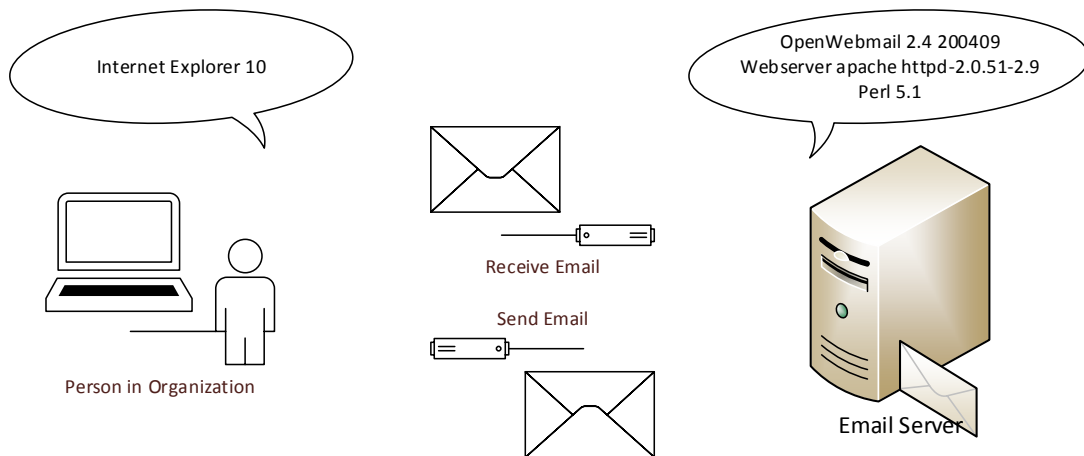 Internet Explorer 10
OpenWebmail 2.4 200409
Webserver apache httpd-2.0.51-2.9
Perl 5.1
Receive Email
Send Email
Person in Organization
Email Server